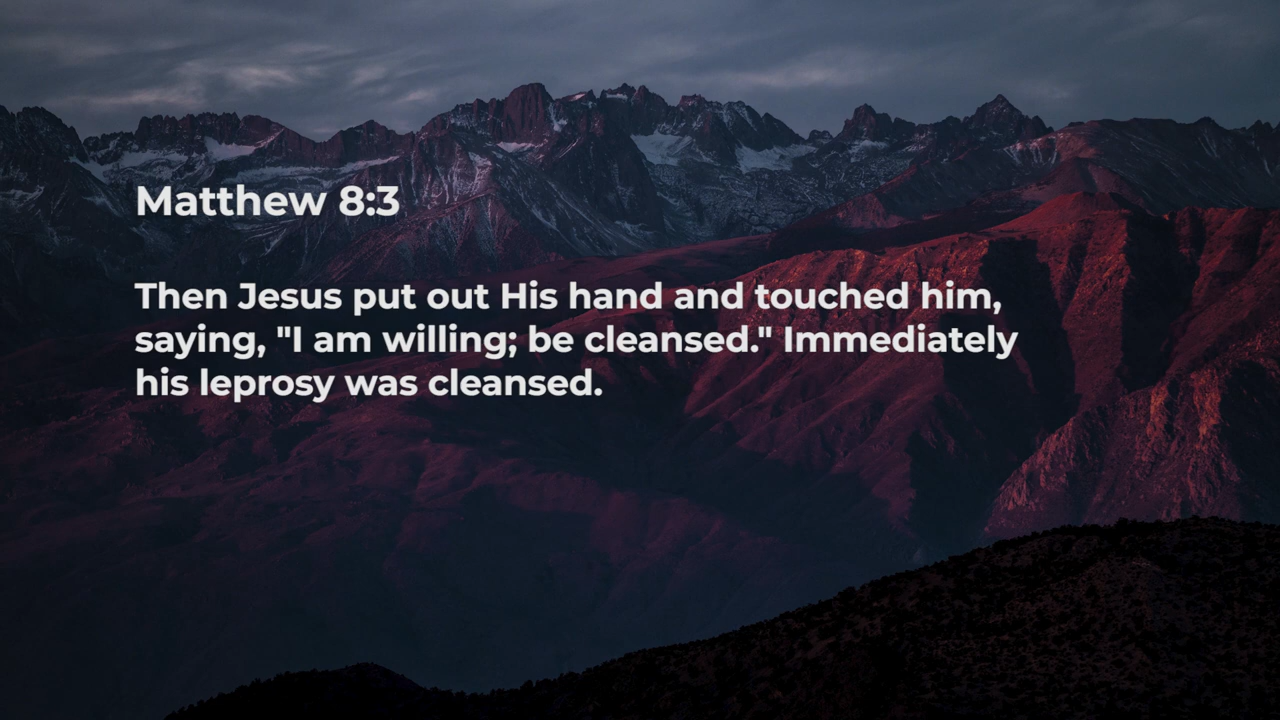 Matthew 8:3
Then Jesus put out His hand and touched him,
saying, "I am willing; be cleansed." Immediately
his leprosy was cleansed.